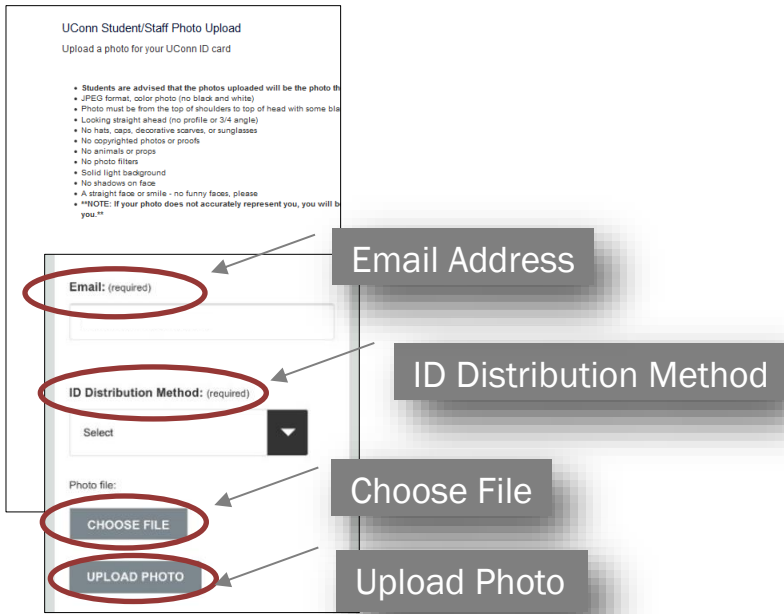 UConn Student/Staff Photo Upload
Upload a photo for your UConn ID card
• Students are advised that the photos uploaded will be the photo th
• JPEG format, color photo (no black and white)
• Photo must be from the top of shoulders to top of head with some bla
• Looking straight ahead (no profile or 3/4 angle)
• No hats, caps, decorative scarves, or sunglasses
• No copyrighted photos or proofs
• No animals or props
• No photo filters
• Solid light background
• No shadows on face
• A straight face or smile - no funny faces, please
• **NOTE: If your photo does not accurately represent you, you will b
you.**
Email Address
Email: (required)
ID Distribution Method
ID Distribution Method: (required)
Select
Photo file:
Choose File
CHOOSE FILE
UPLOAD PHOTO
Upload Photo